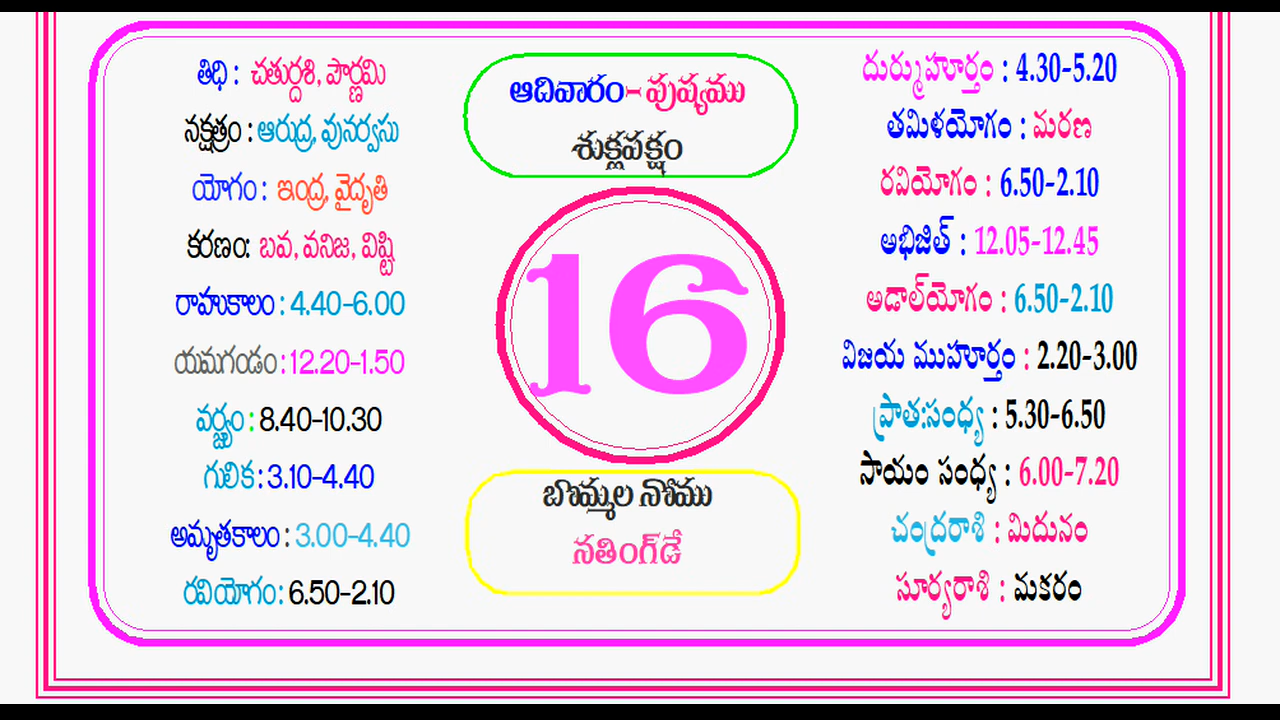 తిధి : చతుర్దశి, పౌర్ణమి
నక్షత్రం : ఆరుద్ర, పునర్వసు
యోగం : ఇంద్ర, వైదృతి
కరణం: బవ, వనిజ, విష్టి
రాహుకాలం : 4.40-6.00
యమగండం : 12.20-1.50
వర్జ్యం : 8.40-10.30
గులిక : 3.10-4.40
అమృతకాలం : 3.00-4.40
రవియోగం : 6.50-2.10
ఆదివారం- పుష్యము
శుక్లపక్షం
16
బొమ్మల నోము
నతింగ్‌డే
దుర్ముహూర్తం : 4.30-5.20
తమిళయోగం : మరణ
రవియోగం : 6.50-2.10
అభిజిత్ : 12.05-12.45
అడాల్‌యోగం : 6.50-2.10
విజయ ముహూర్తం : 2.20-3.00
ప్రాత:సంధ్య : 5.30-6.50
సాయం సంధ్య : 6.00-7.20
చంద్రరాశి : మిదునం
సూర్యరాశి : మకరం